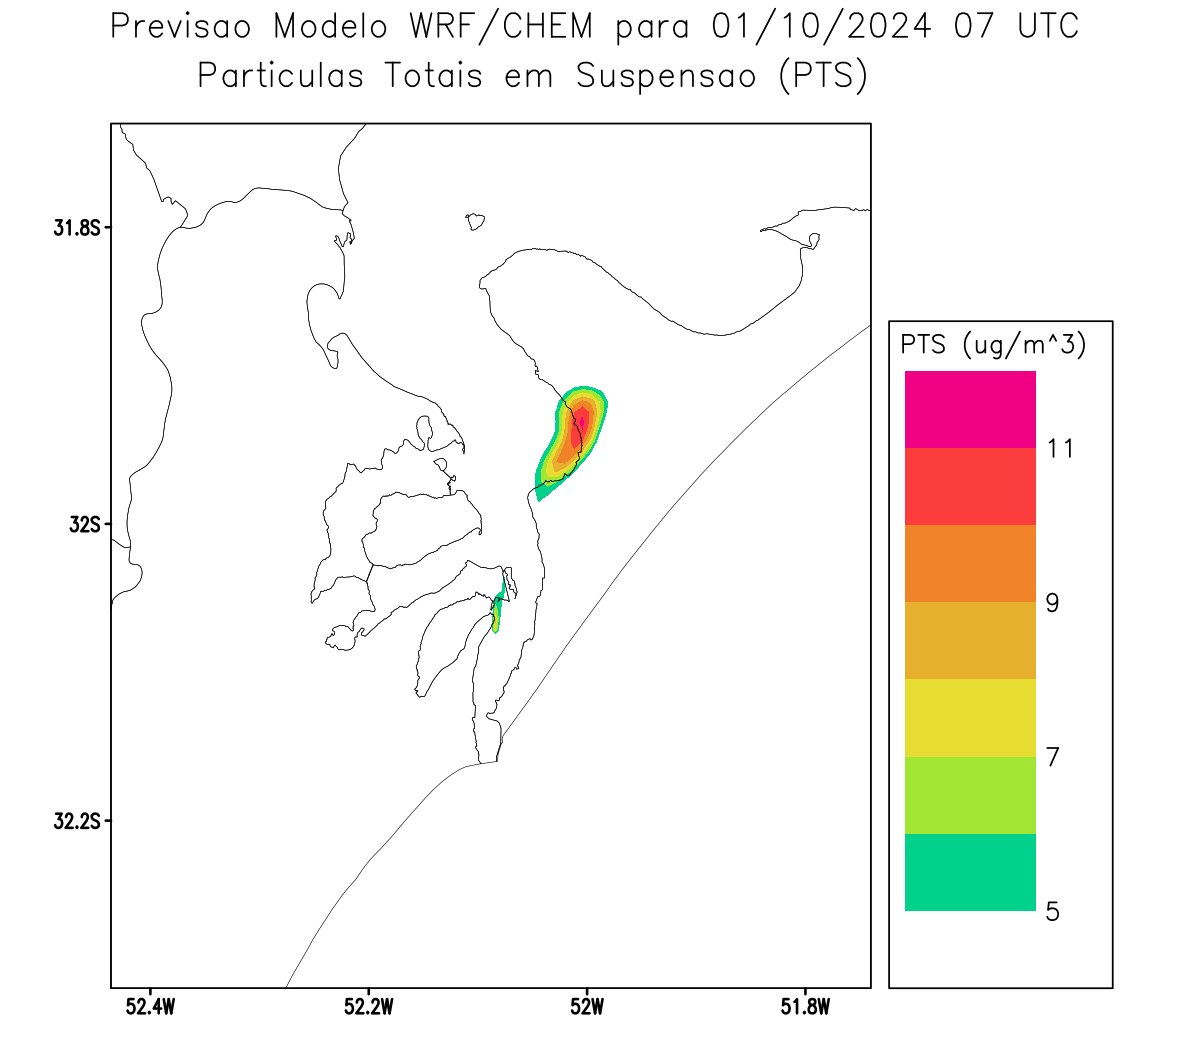 Previsao Modelo WRF/CHEM para 01/10/2024 07 UTC
Particulas Totais em Suspensao (PTS)
31.8S
32S
32.2S
52.4W
52.2W
52W
51.8W
PTS (ug/m^3)
11
9
7
5